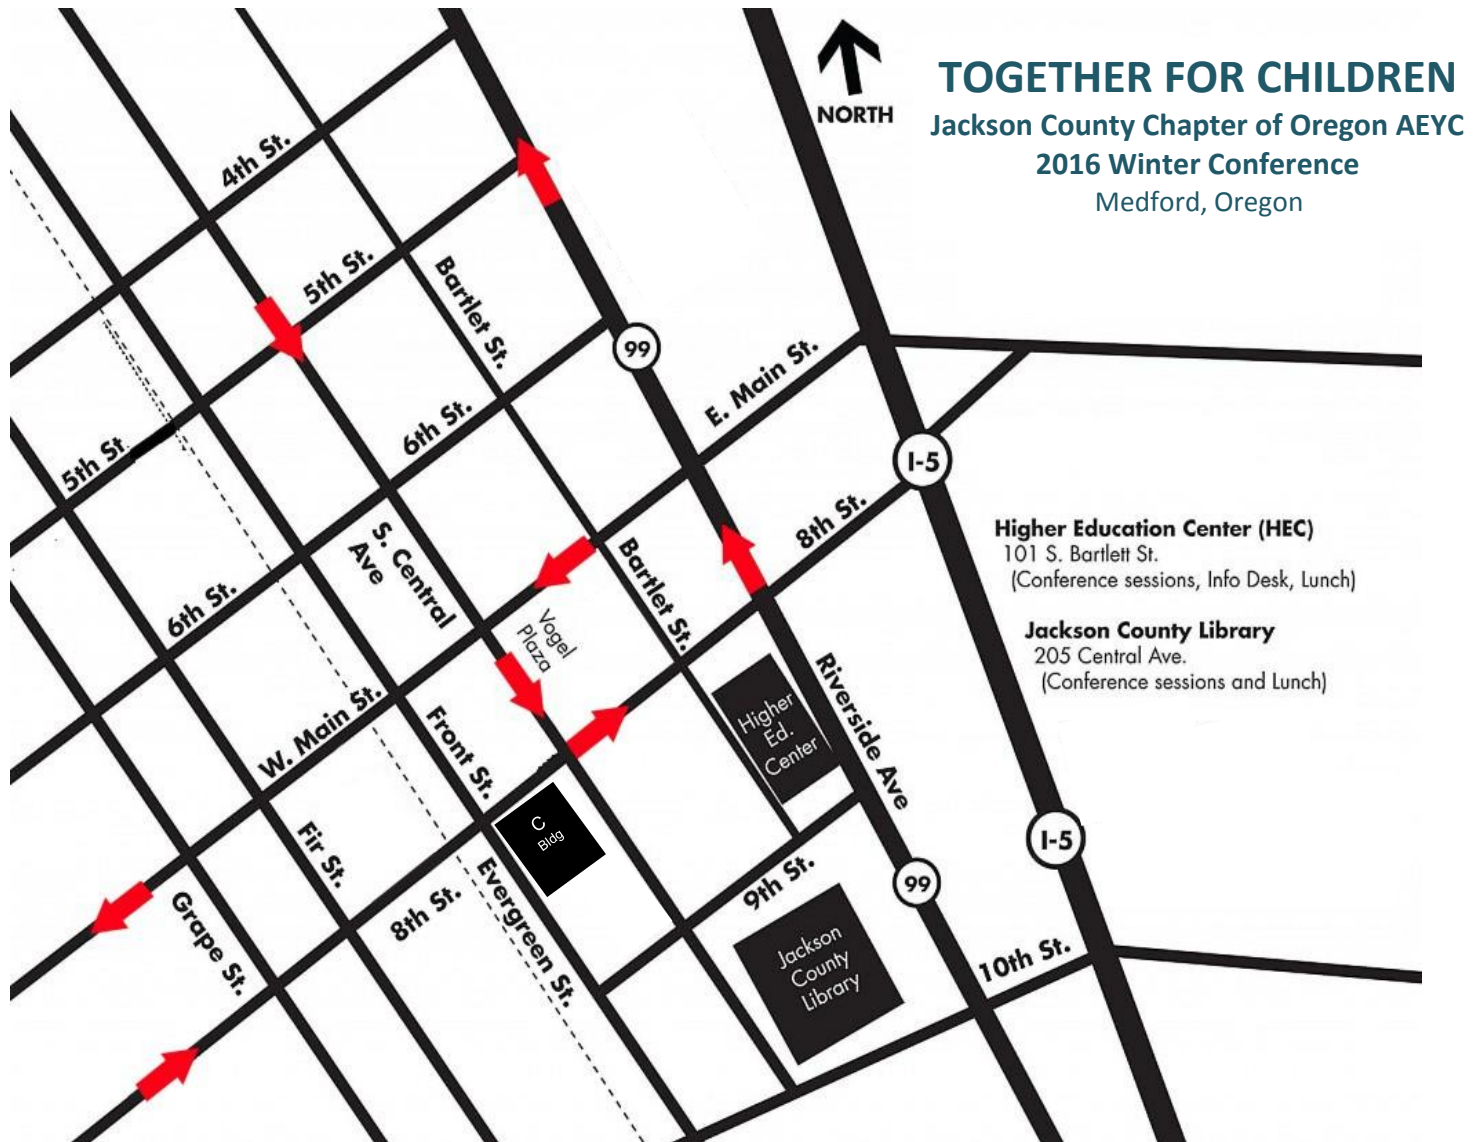 TOGETHER FOR CHILDREN
Jackson County Chapter of Oregon AEYC
2016 Winter Conference
Medford, Oregon
NORTH
4th St.
5th St.
Bartlet St.
99
E. Main St.
6th St.
5th St.
I-5
8th St.
S. Central
Ave
Bartlet St.
Vogel
Plaza
6th St.
Higher Education Center (HEC)
101 S. Bartlett St.
(Conference sessions, Info Desk, Lunch)
Jackson County Library
205 Central Ave.
(Conference sessions and Lunch)
W. Main St.
Front St.
Higher
Ed.
Center
Riverside Ave
C
Bldg
Fir St.
I-5
Grape St.
8th St.
Evergreen St.
9th St.
99
Jackson
County
Library
10th St.